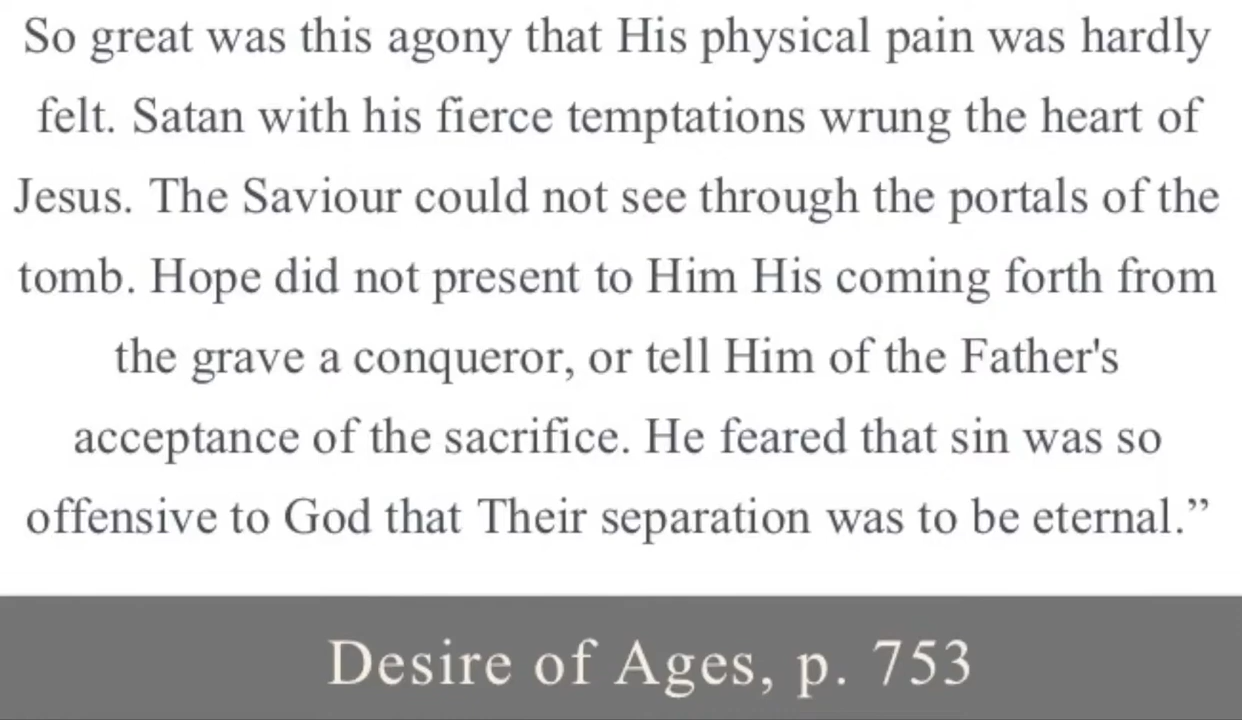 So great was this agony that His physical pain was hardly
felt. Satan with his fierce temptations wrung the heart of
Jesus. The Saviour could not see through the portals of the
tomb. Hope did not present to Him His coming forth from
the grave a conqueror, or tell Him of the Father's
acceptance of the sacrifice. He feared that sin was so
offensive to God that Their separation was to be eternal.”
Desire of Ages, p. 753